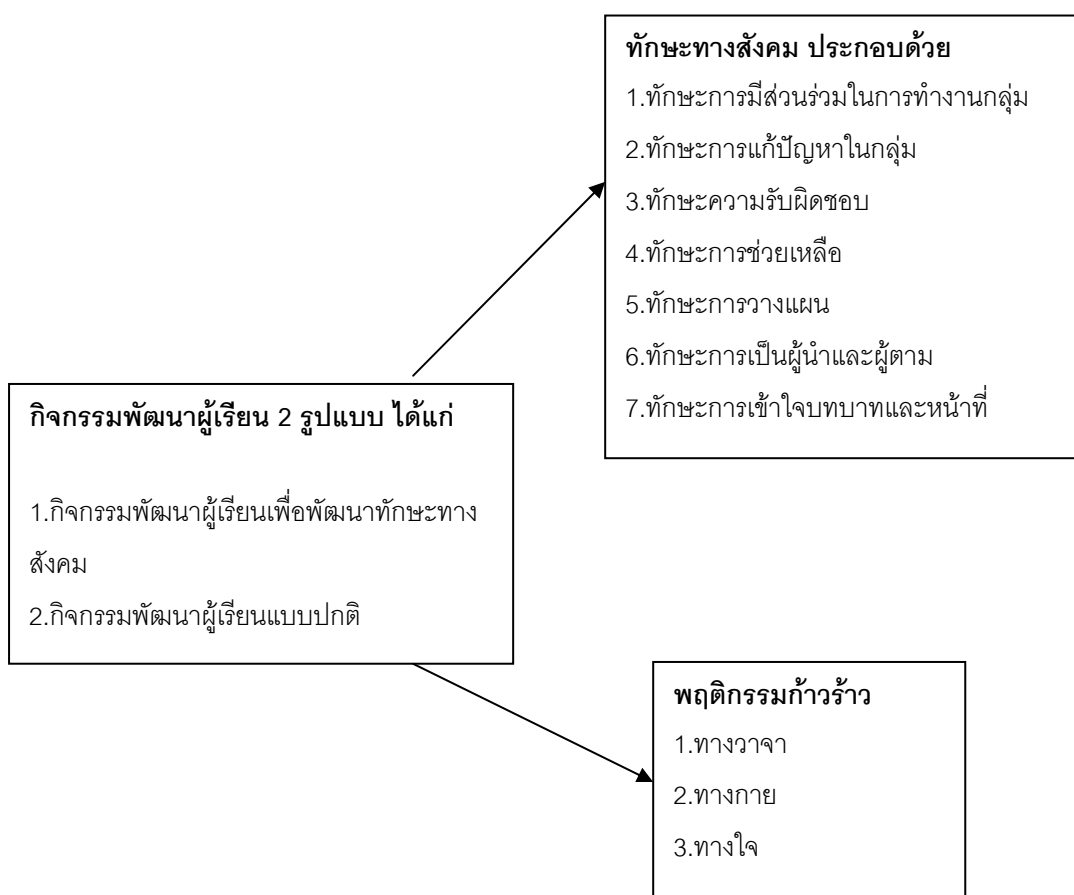 ทักษะทางสังคม ประกอบด้วย
1.ทักษะการมีส่วนร่วมในการทำงานกลุ่ม
2.ทักษะการแก้ปัญหาในกลุ่ม
3.ทักษะความรับผิดชอบ
4.ทักษะการช่วยเหลือ
5.ทักษะการวางแผน
6.ทักษะการเป็นผู้นำและผู้ตาม
7.ทักษะการเข้าใจบทบาทและหน้าที่
กิจกรรมพัฒนาผู้เรียน 2 รูปแบบ ได้แก่
1.กิจกรรมพัฒนาผู้เรียนเพื่อพัฒนาทักษะทาง
สังคม
2.กิจกรรมพัฒนาผู้เรียนแบบปกติ
พฤติกรรมก้าวร้าว
1.ทางวาจา
2.ทางกาย
3.ทางใจ